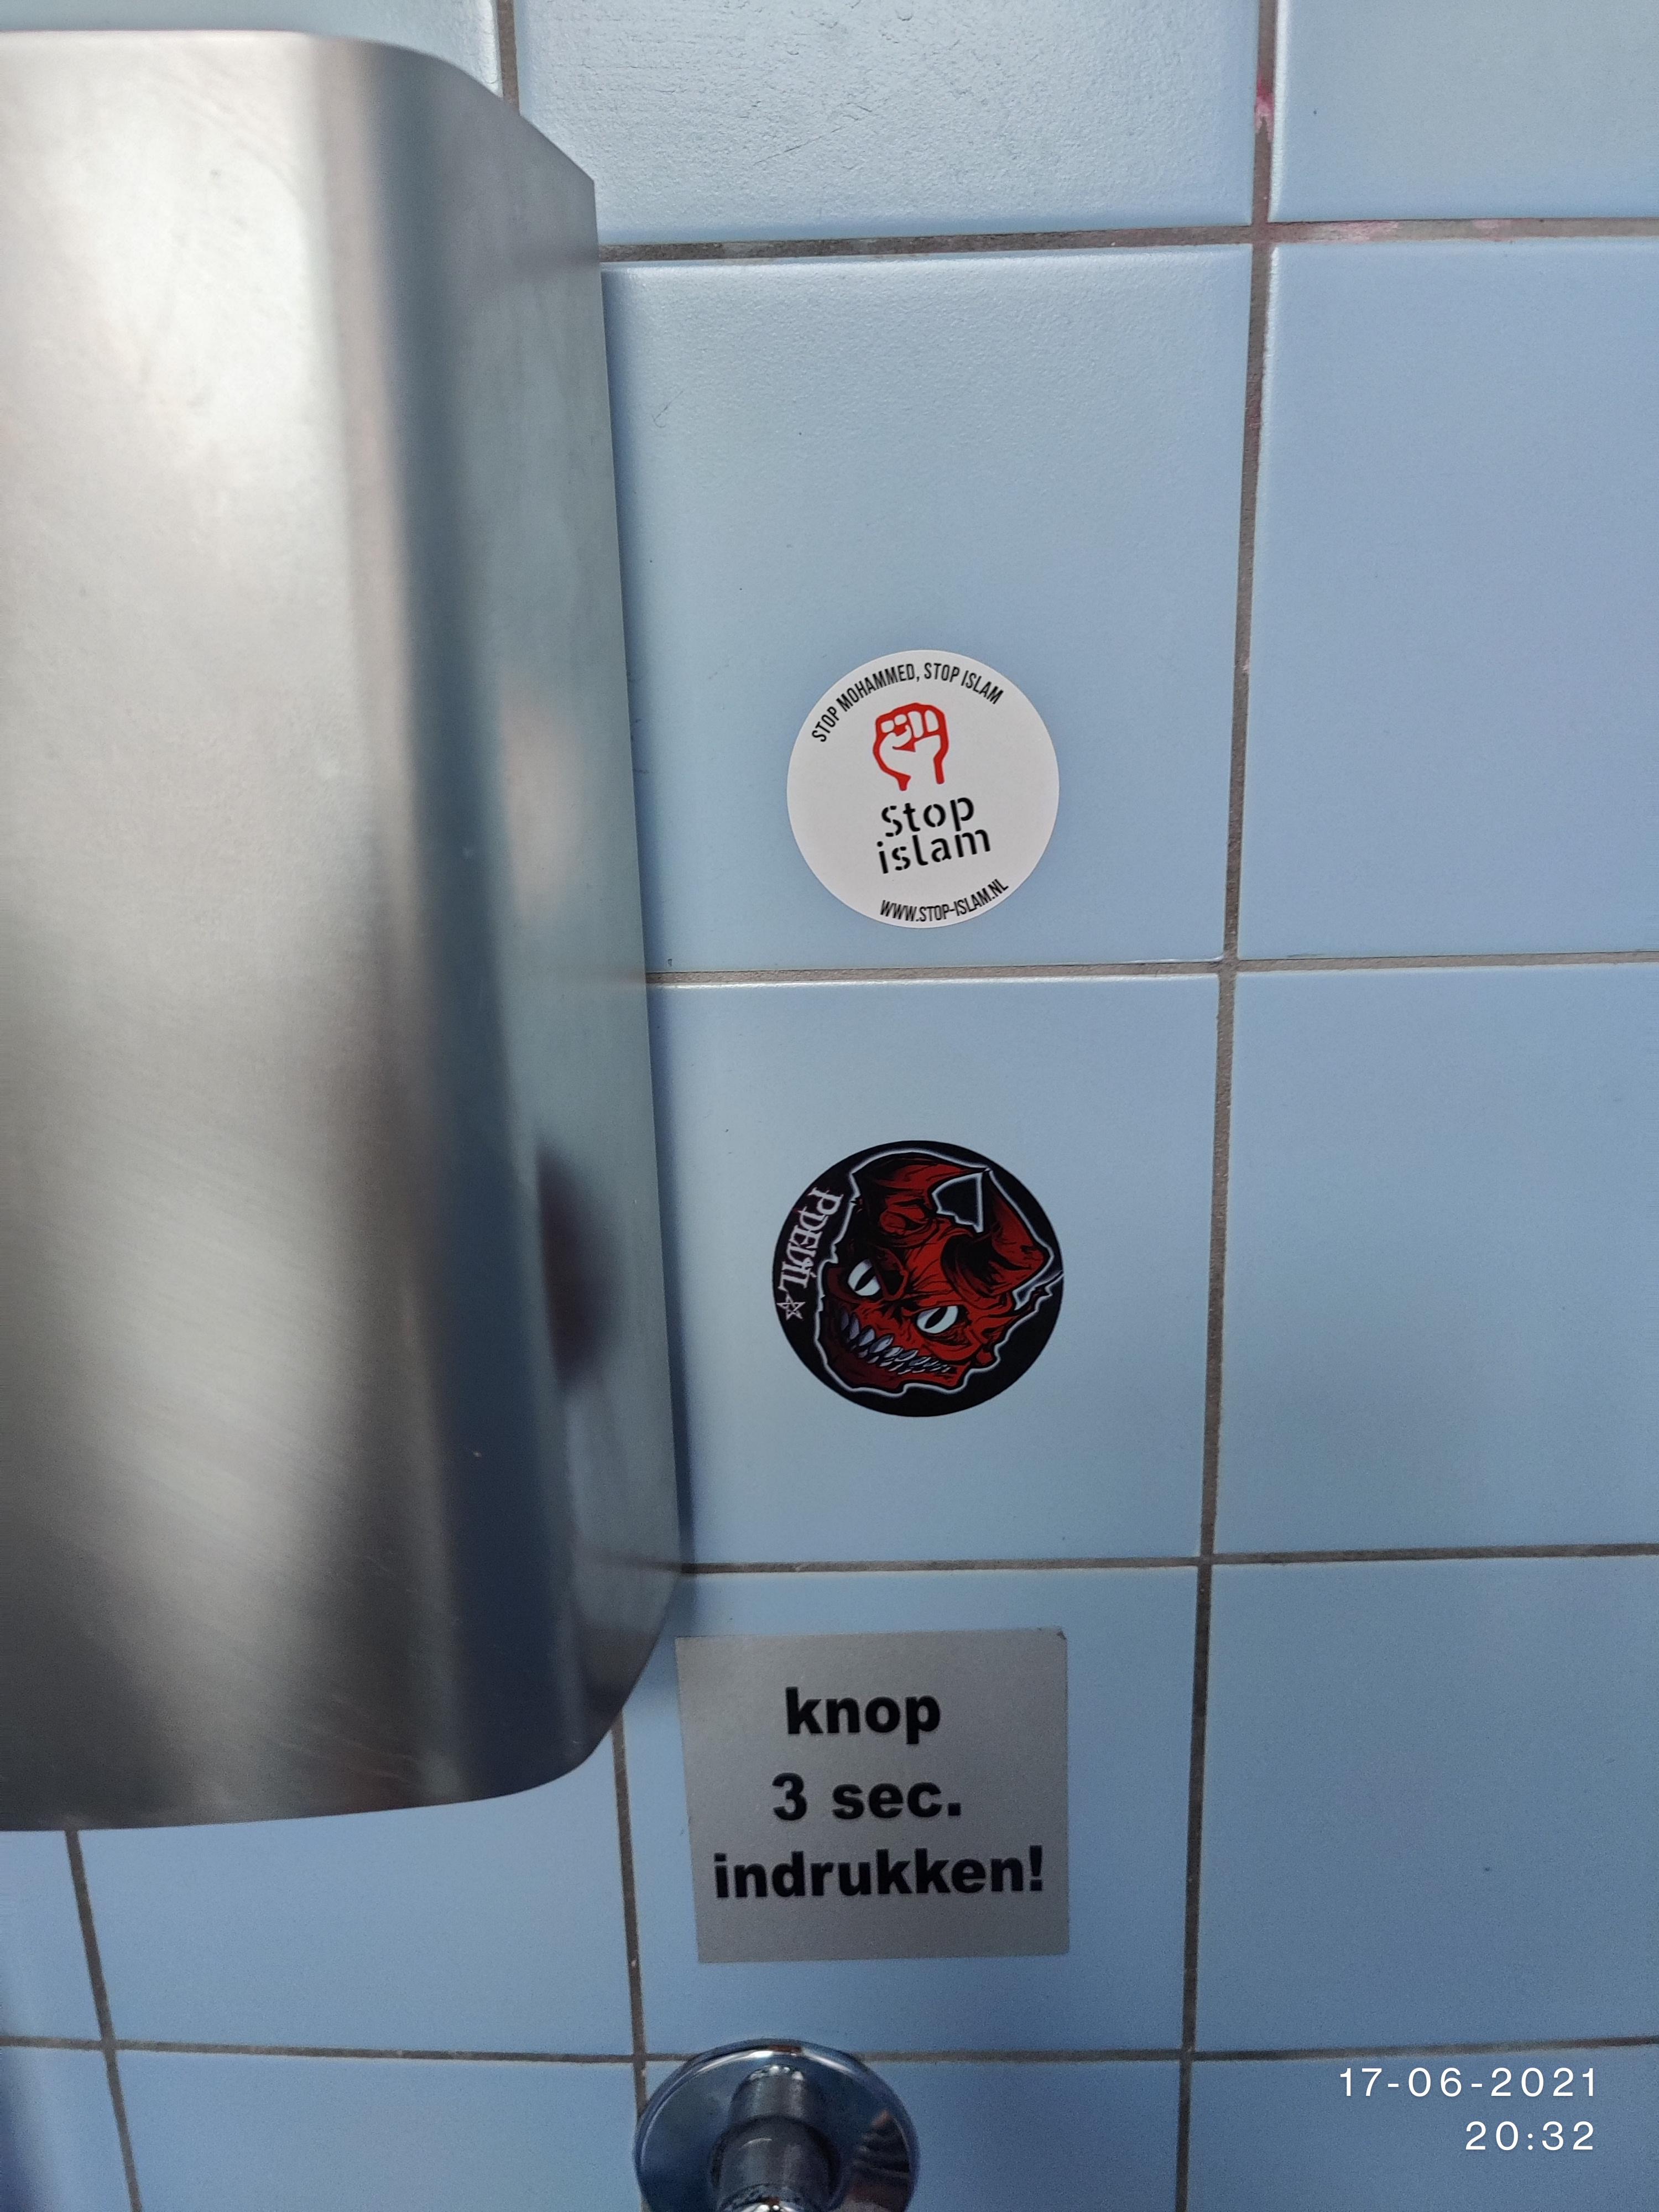 STOP MOHAMMED, STOP ISLAM
Stop
islam
WWW.STOP-ISLAM.NL
PDEVIL
knop
3 sec.
indrukken!
17-06-2021
20:32